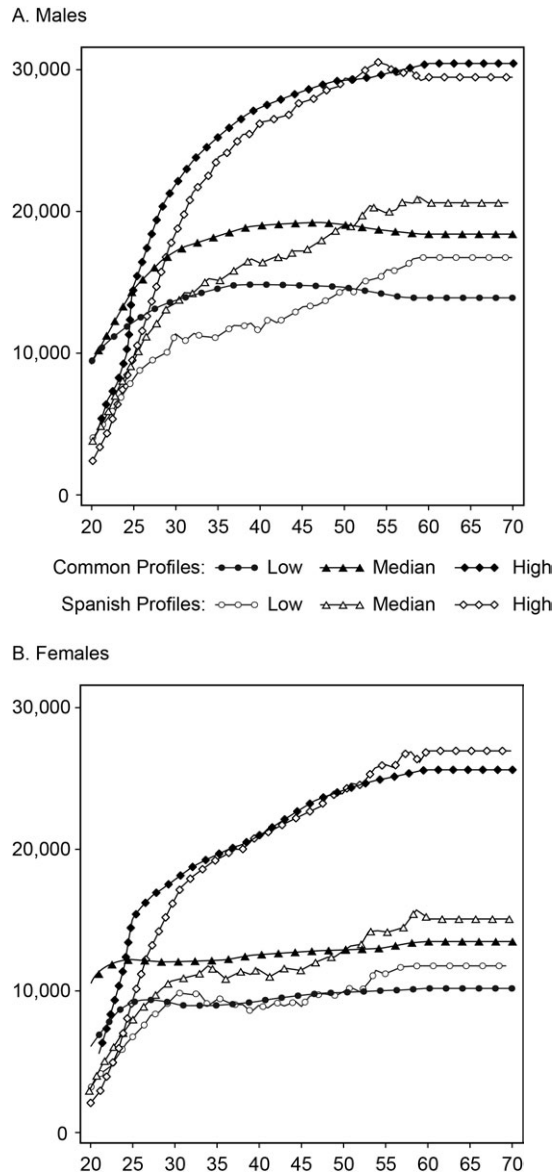 A. Males
30,000
20,000
10,000
0
20 25 30 35 40 45 50 55 60 65 70
Common Profiles: Low Median High
Spanish Profiles: Low Median High
B. Females
30,000
20,000
10,000
0
20 25 30 35 40 45 50 55 60 65 70